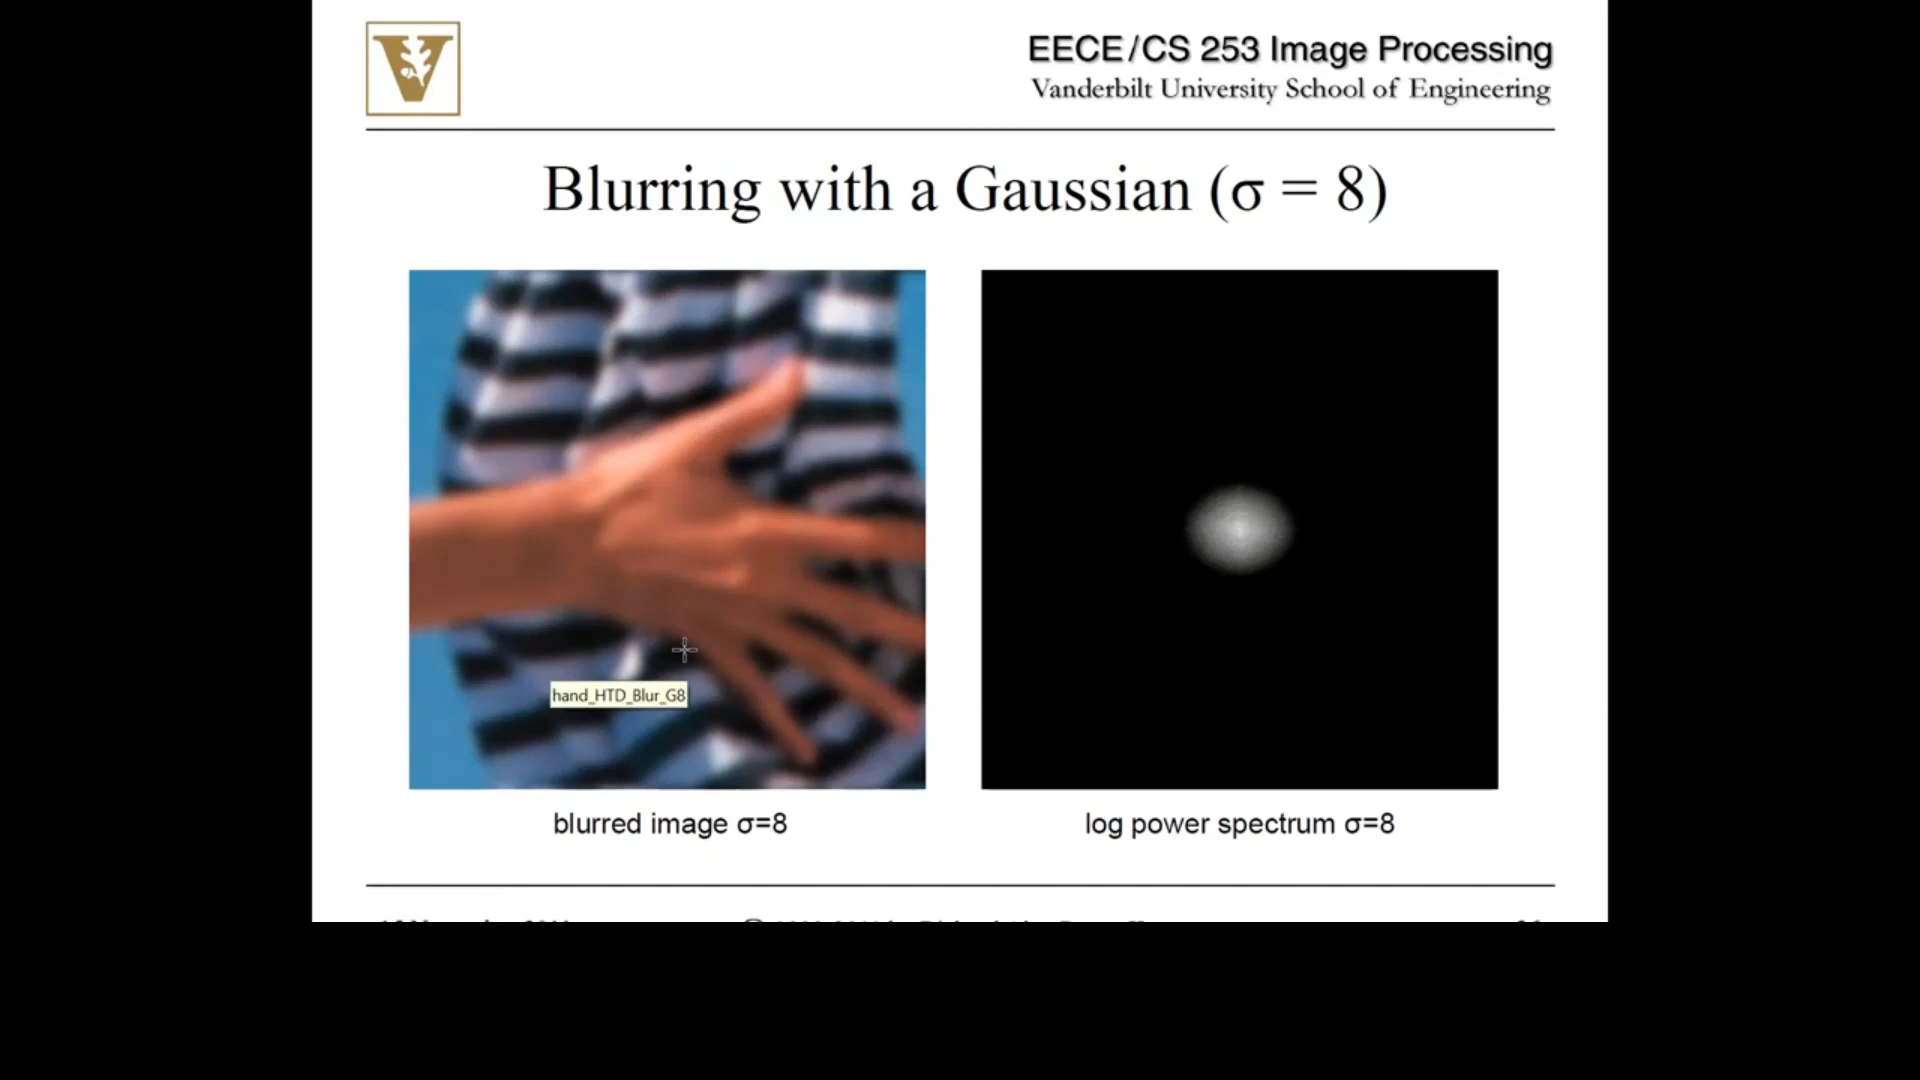 EECE/CS 253 Image Processing
Vanderbilt University School of Engineering
Blurring with a Gaussian (σ = 8)
hand_HTD_Blur_G8
blurred image σ=8
log power spectrum σ=8